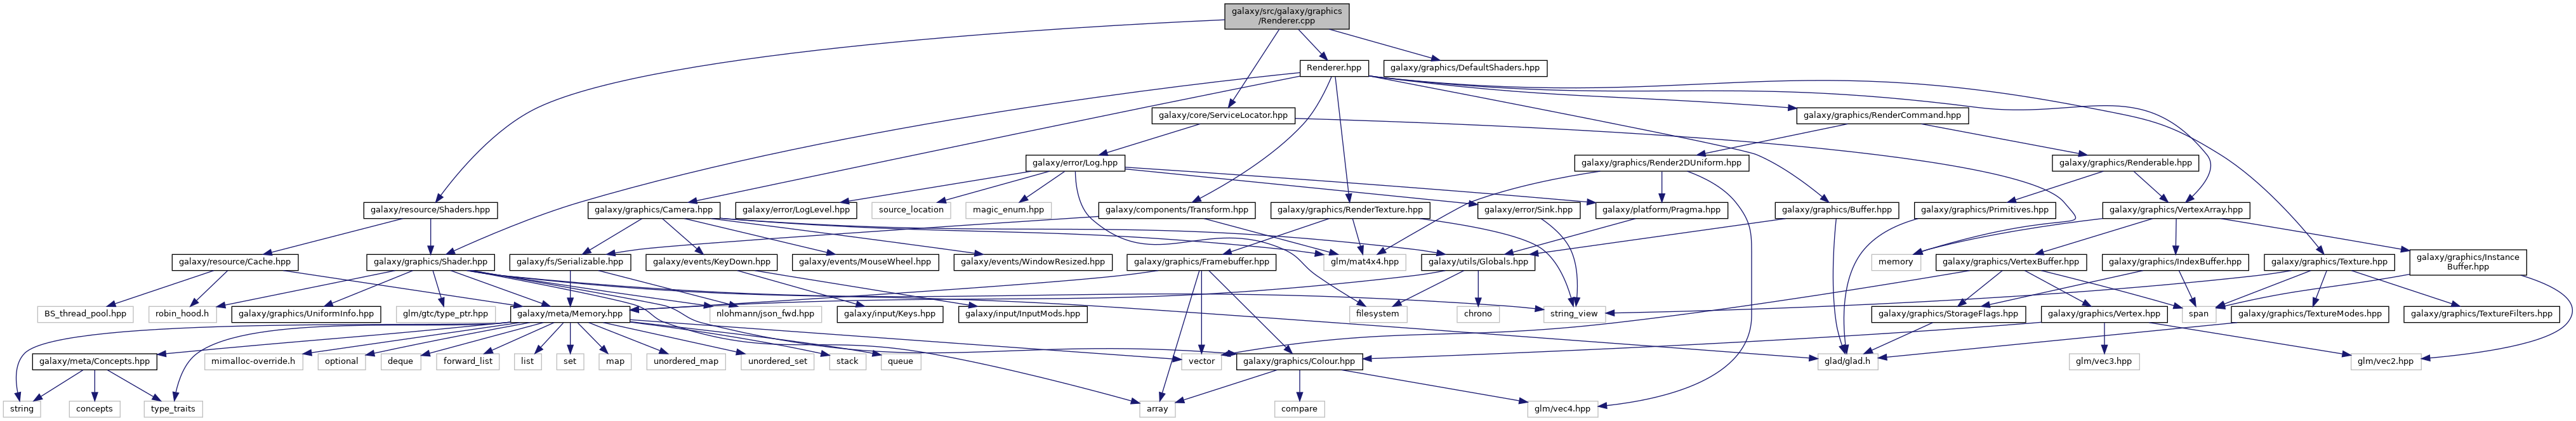 galaxy/src/galaxy/graphics
/Renderer.cpp
Renderer.hpp
galaxy/graphics/DefaultShaders.hpp
galaxy/core/ServiceLocator.hpp
galaxy/graphics/RenderCommand.hpp
galaxy/error/Log.hpp
galaxy/graphics/Render2DUniform.hpp
galaxy/graphics/Renderable.hpp
galaxy/resource/Shaders.hpp
galaxy/graphics/Camera.hpp
galaxy/error/LogLevel.hpp
source_location
magic_enum.hpp
galaxy/components/Transform.hpp
galaxy/graphics/RenderTexture.hpp
galaxy/error/Sink.hpp
galaxy/platform/Pragma.hpp
galaxy/graphics/Buffer.hpp
galaxy/graphics/Primitives.hpp
galaxy/graphics/VertexArray.hpp
galaxy/resource/Cache.hpp
galaxy/graphics/Shader.hpp
galaxy/fs/Serializable.hpp
galaxy/events/KeyDown.hpp
galaxy/events/MouseWheel.hpp
galaxy/events/WindowResized.hpp
galaxy/graphics/Framebuffer.hpp
glm/mat4x4.hpp
galaxy/utils/Globals.hpp
memory
galaxy/graphics/VertexBuffer.hpp
galaxy/graphics/IndexBuffer.hpp
galaxy/graphics/Texture.hpp
galaxy/graphics/Instance
Buffer.hpp
BS_thread_pool.hpp
robin_hood.h
galaxy/graphics/UniformInfo.hpp
glm/gtc/type_ptr.hpp
galaxy/meta/Memory.hpp
nlohmann/json_fwd.hpp
galaxy/input/Keys.hpp
galaxy/input/InputMods.hpp
filesystem
chrono
string_view
galaxy/graphics/StorageFlags.hpp
galaxy/graphics/Vertex.hpp
span
galaxy/graphics/TextureModes.hpp
galaxy/graphics/TextureFilters.hpp
galaxy/meta/Concepts.hpp
mimalloc-override.h
optional
deque
forward_list
list
set
map
unordered_map
unordered_set
stack
queue
vector
galaxy/graphics/Colour.hpp
glad/glad.h
glm/vec3.hpp
glm/vec2.hpp
string
concepts
type_traits
array
compare
glm/vec4.hpp